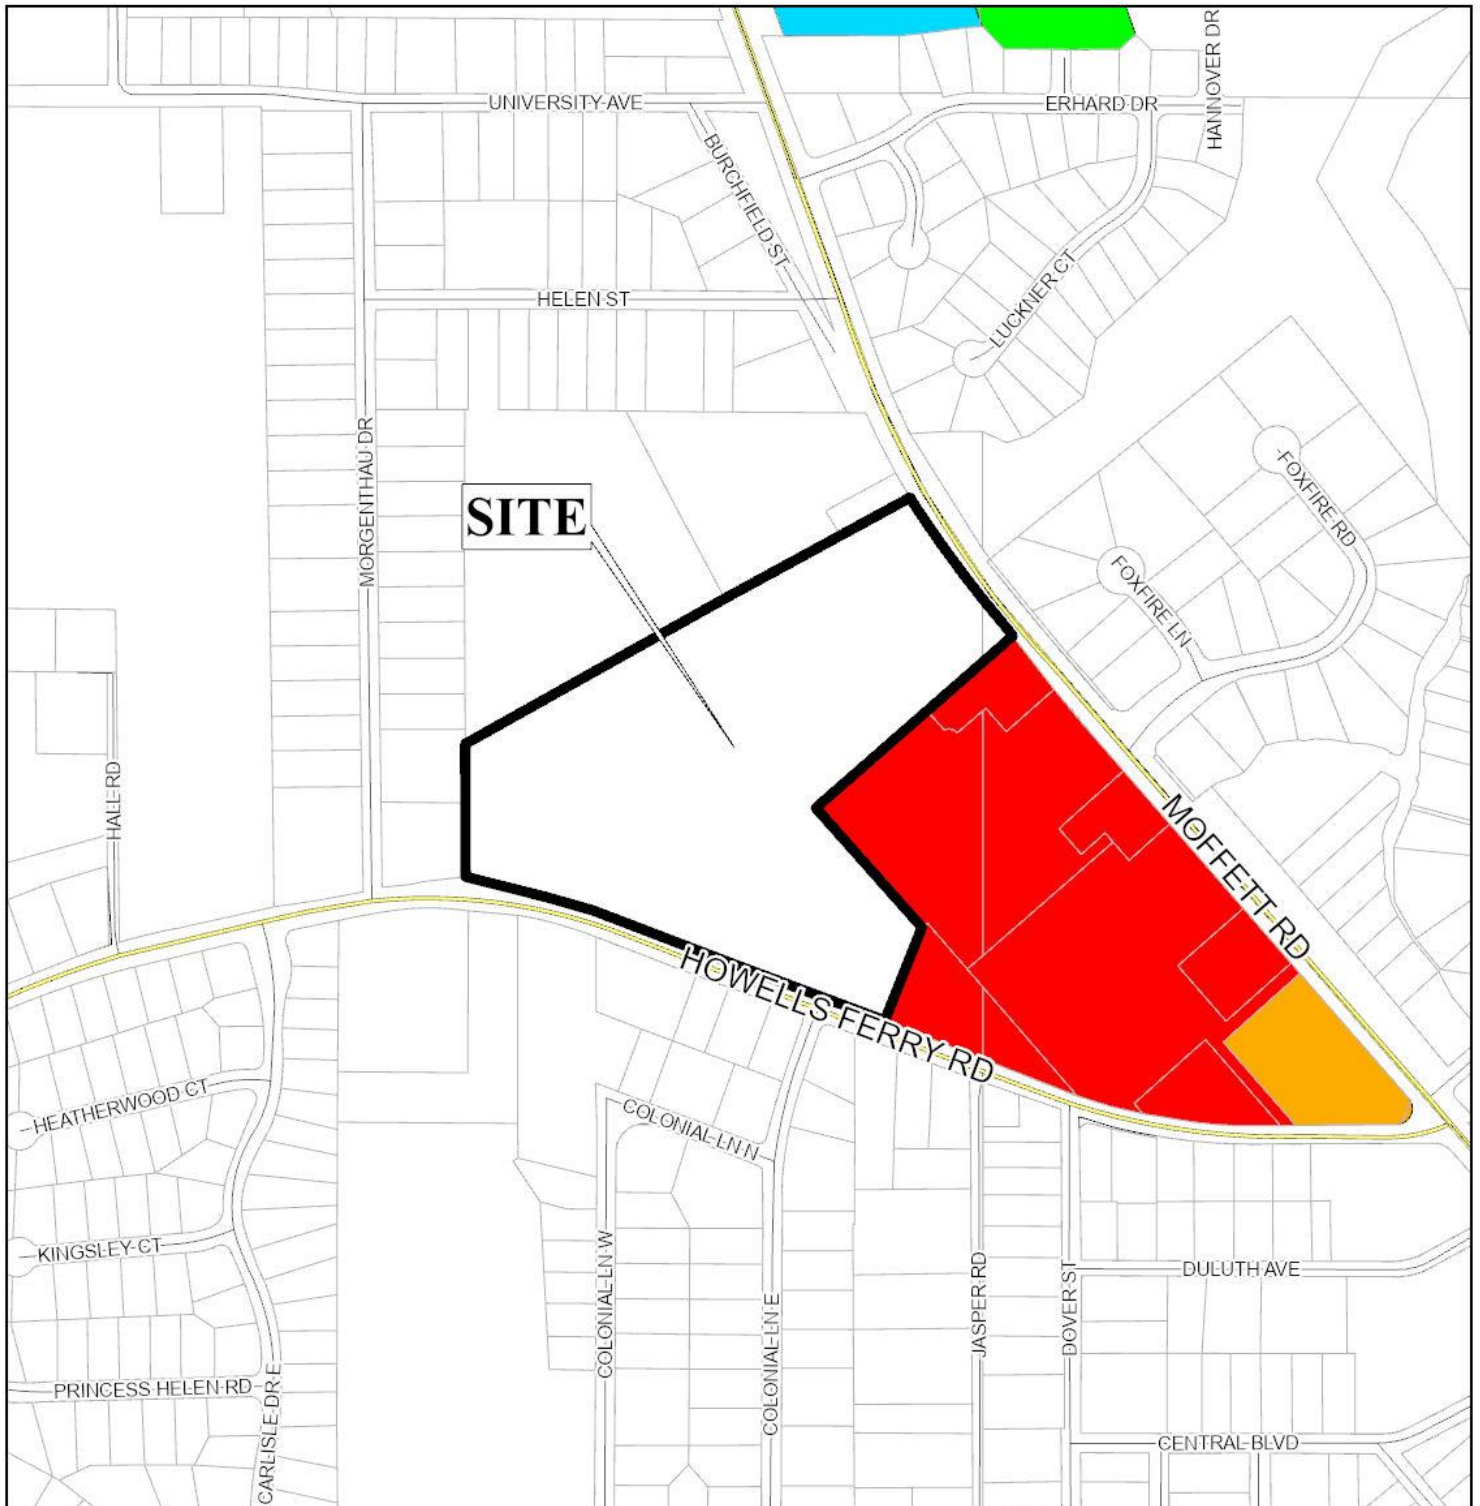 HANNOVER DR
UNIVERSITY AVE
ERHARD DR
BURCHFIELD ST
LUCKNER CT
HELEN ST
MORGENTHAU DR
FOXFIRE RD
SITE
FOXFIRE LN
HALL RD
MOFFETT RD
HOWELLS FERRY RD
HEATHERWOOD CT
COLONIAL LN N
KINGSLEY CT
COLONIAL LN W
COLONIAL LN E
JASPER RD
DOVER ST
DULUTH AVE
PRINCESS HELEN RD
CARLISLE DR E
CENTRAL BLVD